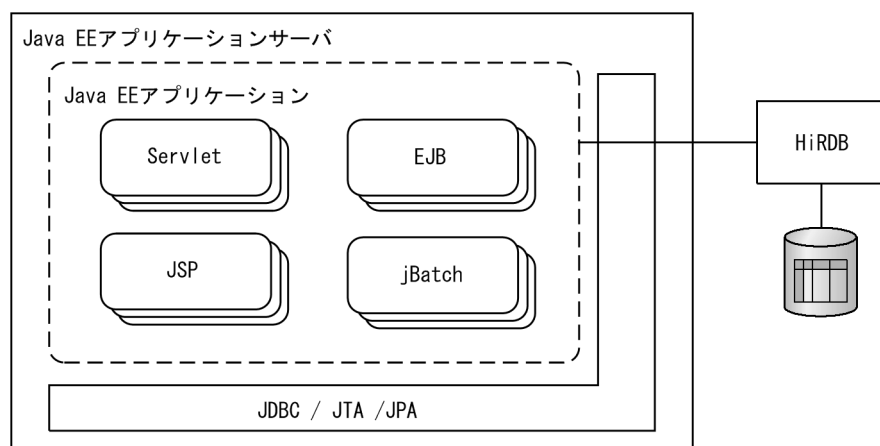 Java EEアプリケーションサーバ
Java EEアプリケーション
Servlet
EJB
HiRDB
JSP
jBatch
JDBC / JTA /JPA